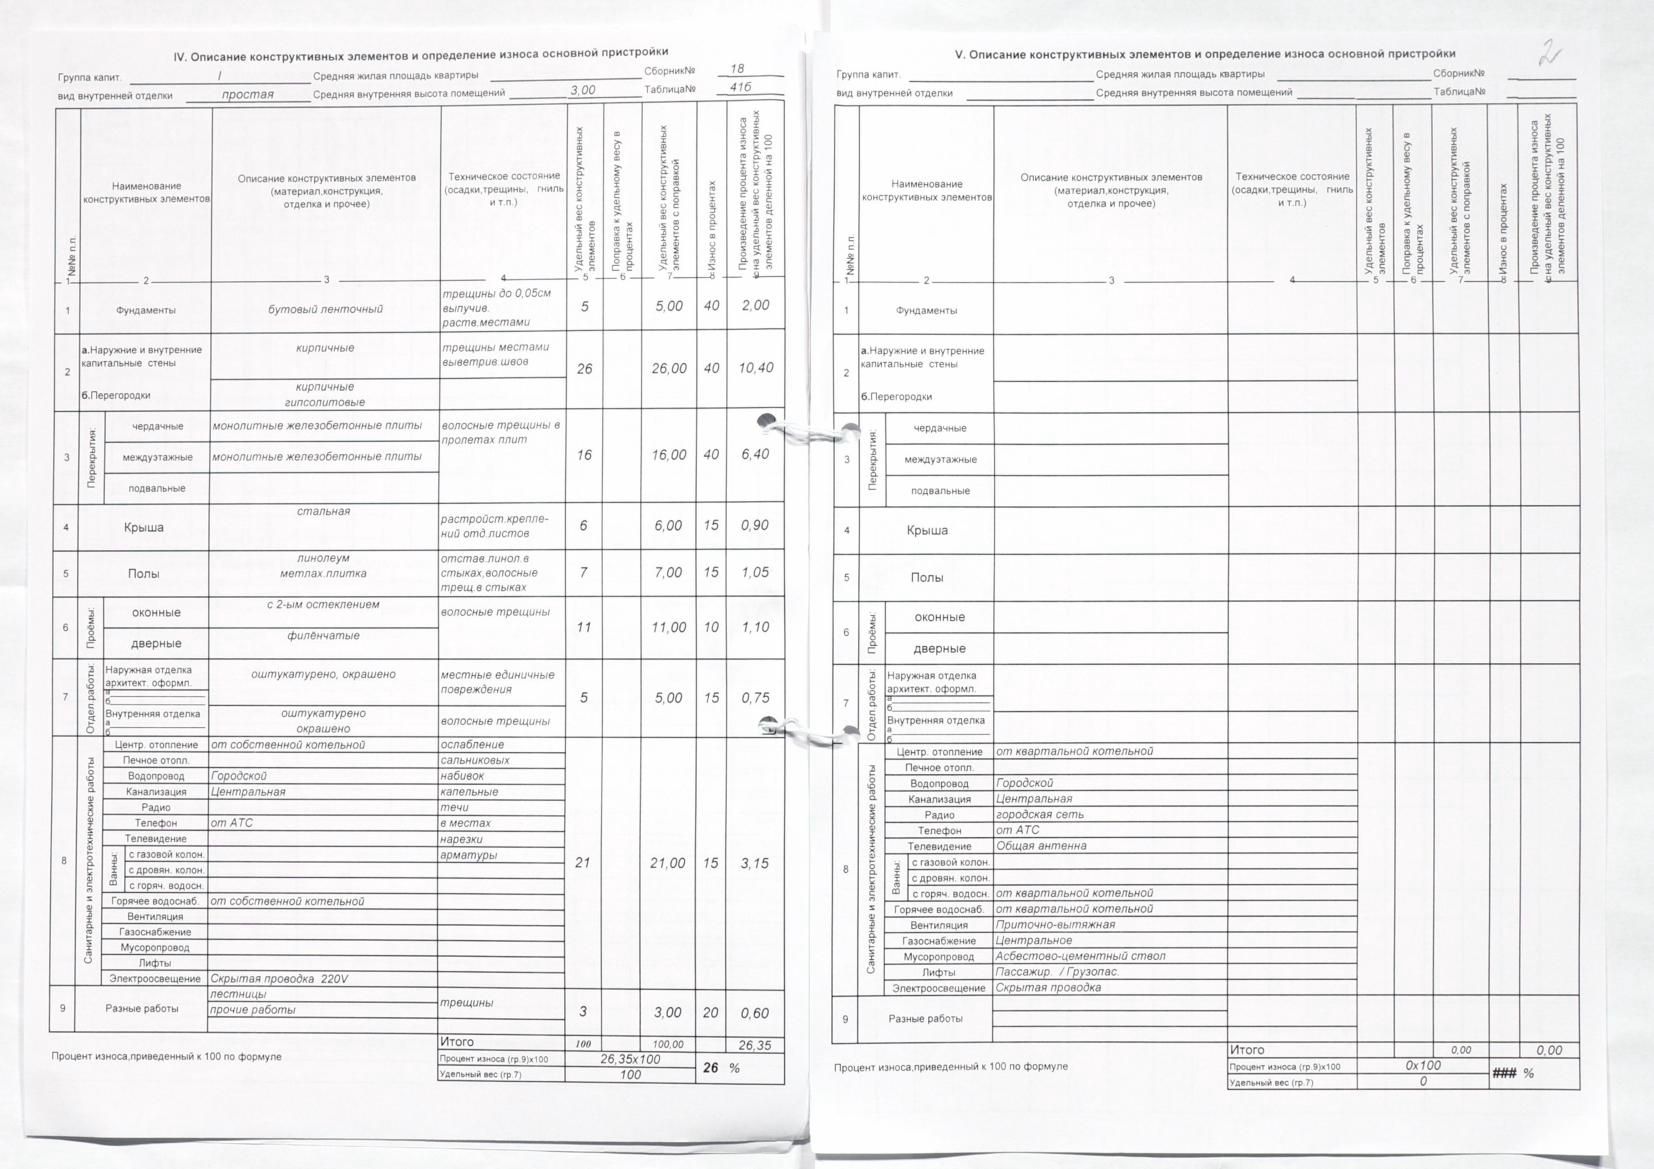 IV. Описание конструктивных элементов и определение износа основной пристройки
Группа капит. I Средняя жилая площадь квартиры Сборник№ 18
вид внутренней отделки простая Средняя внутренняя высота помещений 3,00 Таблица№ 41б
№№ п.п.
Наименование
конструктивных элементов
Описание конструктивных элементов
(материал,конструкция,
отделка и прочее)
Техническое состояние
(осадки,трещины, гниль
и т.п.)
Удельный вес конструктивных
элементов
Поправка к удельному весу в
процентах
Удельный вес конструктивных
элементов с поправкой
Износ в процентах
Произведение процента износа
на удельный вес конструктивных
элементов деленной на 100
1 2 3 4 5 6 7 8 9
1 Фундаменты бутовый ленточный
трещины до 0,05см
выпучив.
раств.местами
5 5,00 40 2,00
2
а.Наружние и внутренние
капитальные стены
кирпичные
трещины местами
выветрив.швов
26 26,00 40 10,40
б.Перегородки
кирпичные
гипсолитовые
3 Перекрытия:
чердачные монолитные железобетонные плиты
волосные трещины в
пролетах плит
междуэтажные монолитные железобетонные плиты
16 16,00 40 6,40
подвальные
4 Крыша стальная
растройст.крепле-
ний отд.листов
6 6,00 15 0,90
5 Полы
линолеум
метлах.плитка
отстав.линол.в
стыках,волосные
трещ.в стыках
7 7,00 15 1,05
6 Проёмы:
оконные с 2-ым остеклением волосные трещины
дверные филёнчатые
11 11,00 10 1,10
7 Отдел.работы:
Наружная отделка
архитект. оформл.
а
б
оштукатурено, окрашено
местные единичные
повреждения
5 5,00 15 0,75
Внутренняя отделка
а
б
оштукатурено
окрашено
волосные трещины
8 Санитарные и электротехнические работы
Центр. отопление от собственной котельной ослабление
Печное отопл. сальниковых
Водопровод Городской набивок
Канализация Центральная капельные
Радио течи
Телефон от АТС в местах
Телевидение нарезки
Ванны:
с газовой колон. арматуры
с дровян. колон.
с горяч. водосн.
21 21,00 15 3,15
Горячее водоснаб. от собственной котельной
Вентиляция
Газоснабжение
Мусоропровод
Лифты
Электроосвещение Скрытая проводка 220V
9 Разные работы
лестницы
прочие работы
трещины
3 3,00 20 0,60
Итого 100 100,00 26,35
Процент износа,приведенный к 100 по формуле
Процент износа (гр.9)х100 26,35х100
Удельный вес (гр.7) 100
26 %
2
V. Описание конструктивных элементов и определение износа основной пристройки
Группа капит. Средняя жилая площадь квартиры Сборник№
вид внутренней отделки Средняя внутренняя высота помещений Таблица№
№№ п.п.
Наименование
конструктивных элементов
Описание конструктивных элементов
(материал,конструкция,
отделка и прочее)
Техническое состояние
(осадки,трещины, гниль
и т.п.)
Удельный вес конструктивных
элементов
Поправка к удельному весу в
процентах
Удельный вес конструктивных
элементов с поправкой
Износ в процентах
Произведение процента износа
на удельный вес конструктивных
элементов деленной на 100
1 2 3 4 5 6 7 8 9
1 Фундаменты
2
а.Наружние и внутренние
капитальные стены
б.Перегородки
3 Перекрытия:
чердачные
междуэтажные
подвальные
4 Крыша
5 Полы
6 Проёмы:
оконные
дверные
7 Отдел.работы:
Наружная отделка
архитект. оформл.
а
б
Внутренняя отделка
а
б
8 Санитарные и электротехнические работы
Центр. отопление от квартальной котельной
Печное отопл.
Водопровод Городской
Канализация Центральная
Радио городская сеть
Телефон от АТС
Телевидение Общая антенна
Ванны:
с газовой колон.
с дровян. колон.
с горяч. водосн. от квартальной котельной
Горячее водоснаб. от квартальной котельной
Вентиляция Приточно-вытяжная
Газоснабжение Центральное
Мусоропровод Асбестово-цементный ствол
Лифты Пассажир. / Грузопас.
Электроосвещение Скрытая проводка
9 Разные работы
Итого 0,00 0,00
Процент износа,приведенный к 100 по формуле
Процент износа (гр.9)х100 0х100
Удельный вес (гр.7) 0
### %